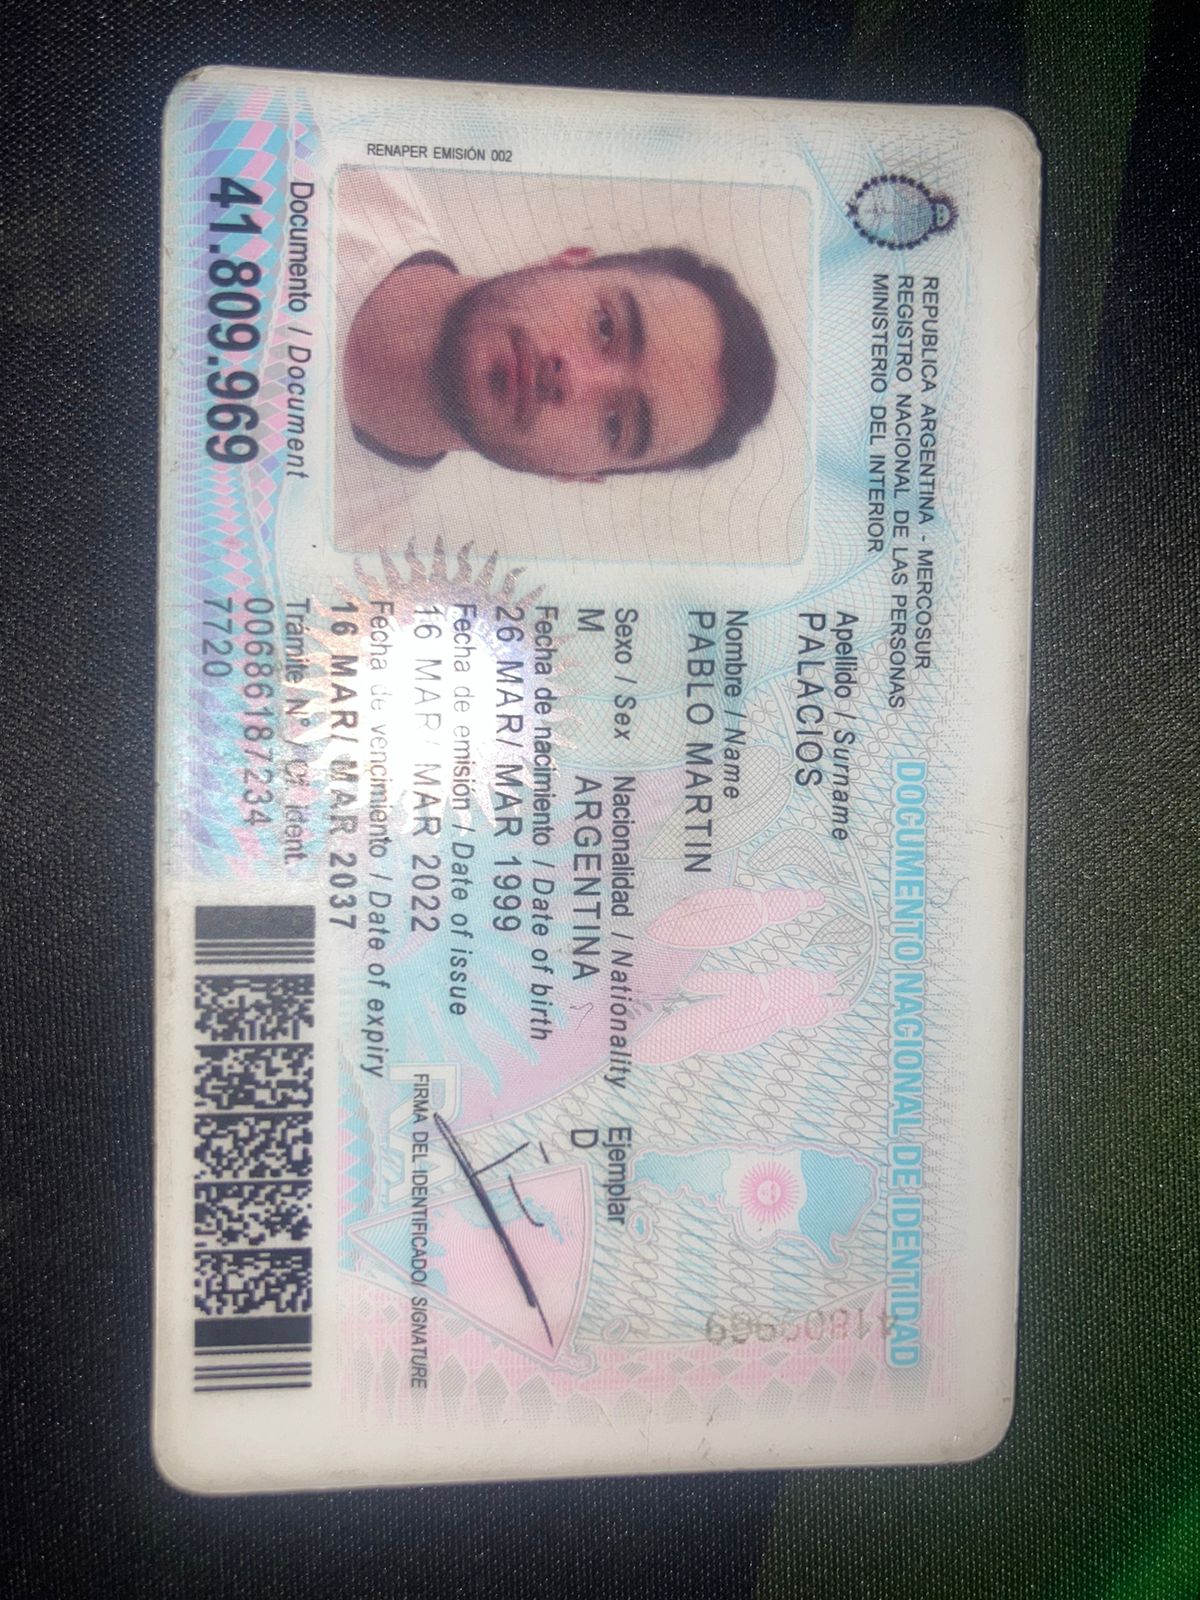 REPUBLICA ARGENTINA - MERCOSUR
REGISTRO NACIONAL DE LAS PERSONAS
MINISTERIO DEL INTERIOR
DOCUMENTO NACIONAL DE IDENTIDAD
RENAPER EMISIÓN 002
Apellido / Surname
PALACIOS
Nombre / Name
PABLO MARTIN
Sexo / Sex Nacionalidad / Nationality Ejemplar
M ARGENTINA D
Fecha de nacimiento / Date of birth
26 MAR/ MAR 1999
Fecha de emisión / Date of issue
16 MAR/ MAR 2022
Fecha de vencimiento / Date of expiry
16 MAR/ MAR 2037
FIRMA DEL IDENTIFICADO/ SIGNATURE
Documento / Document
41.809.969
Trámite N° / Of. ident.
00686187234
7720
41809969
RA